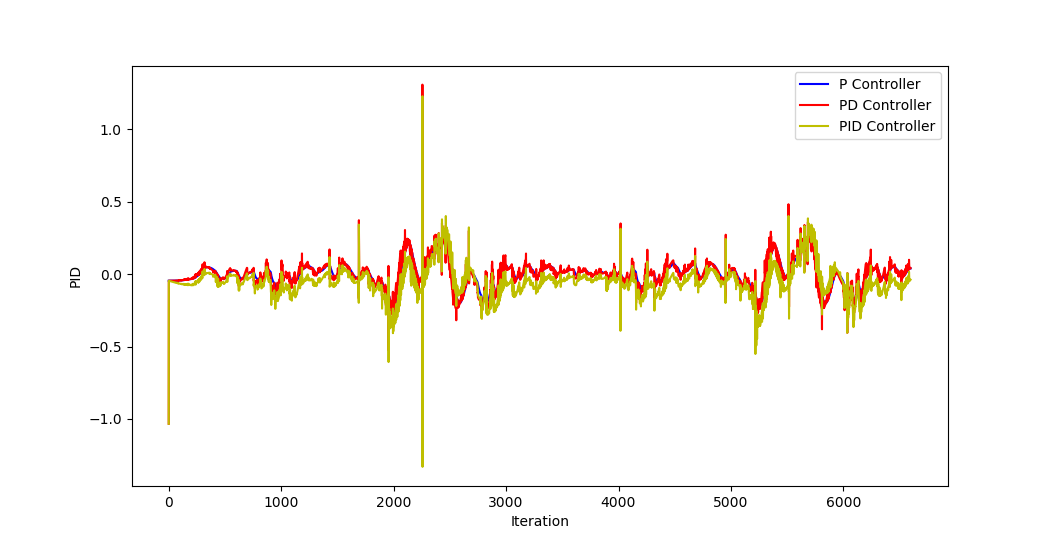 P Controller
PD Controller
PID Controller
1.0
0.5
0.0
−0.5
−1.0
PID
0 1000 2000 3000 4000 5000 6000
Iteration